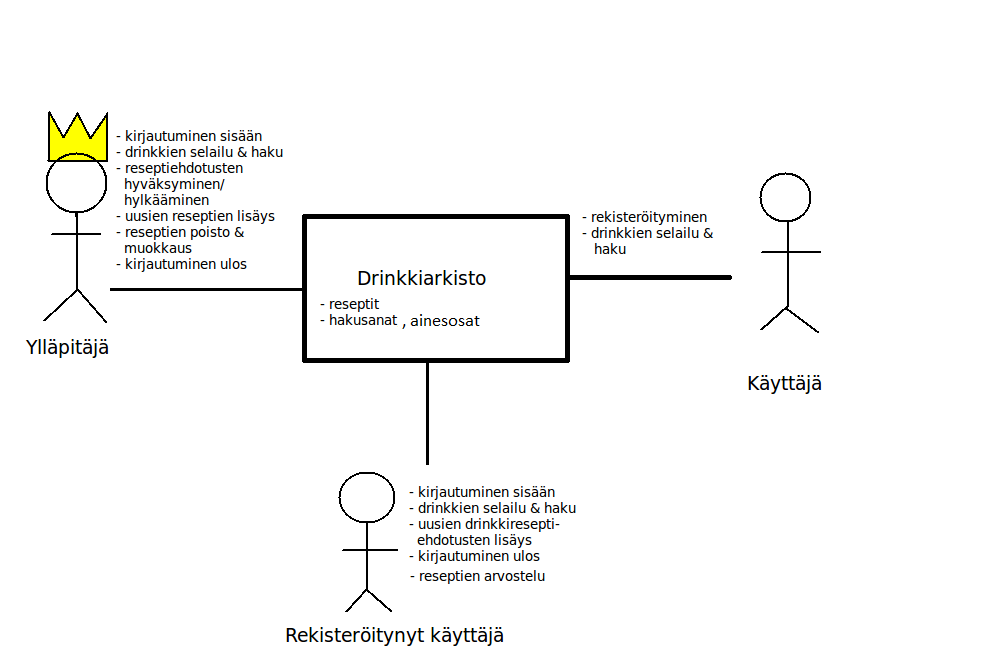 - kirjautuminen sisään
- drinkkien selailu & haku
- reseptiehdotusten
hyväksyminen/
hylkääminen
- uusien reseptien lisäys
- reseptien poisto &
muokkaus
- kirjautuminen ulos
Ylläpitäjä
Drinkkiarkisto
- reseptit
- hakusanat , ainesosat
- rekisteröityminen
- drinkkien selailu &
haku
Käyttäjä
- kirjautuminen sisään
- drinkkien selailu & haku
- uusien drinkkiresepti-
ehdotusten lisäys
- kirjautuminen ulos
- reseptien arvostelu
Rekisteröitynyt käyttäjä